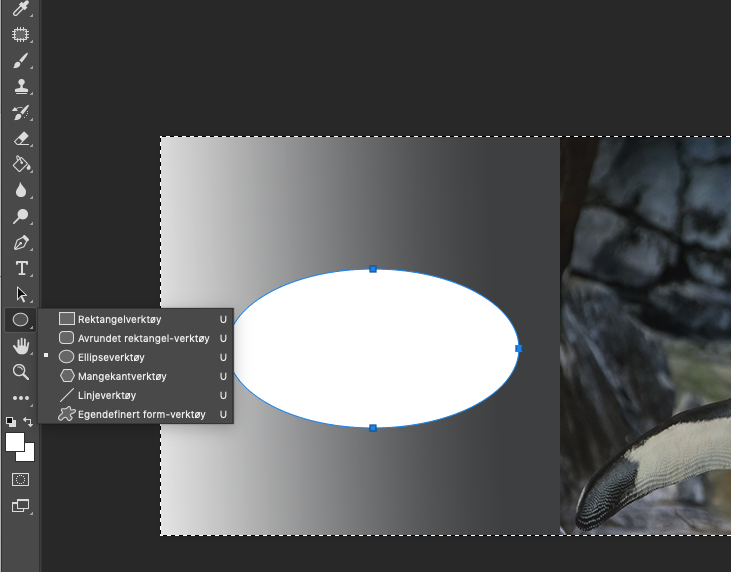 Rektangelverktøy U
Avrundet rektangel-verktøy U
Ellipseverktøy U
Mangekantverktøy U
Linjeverktøy U
Egendefinert form-verktøy U